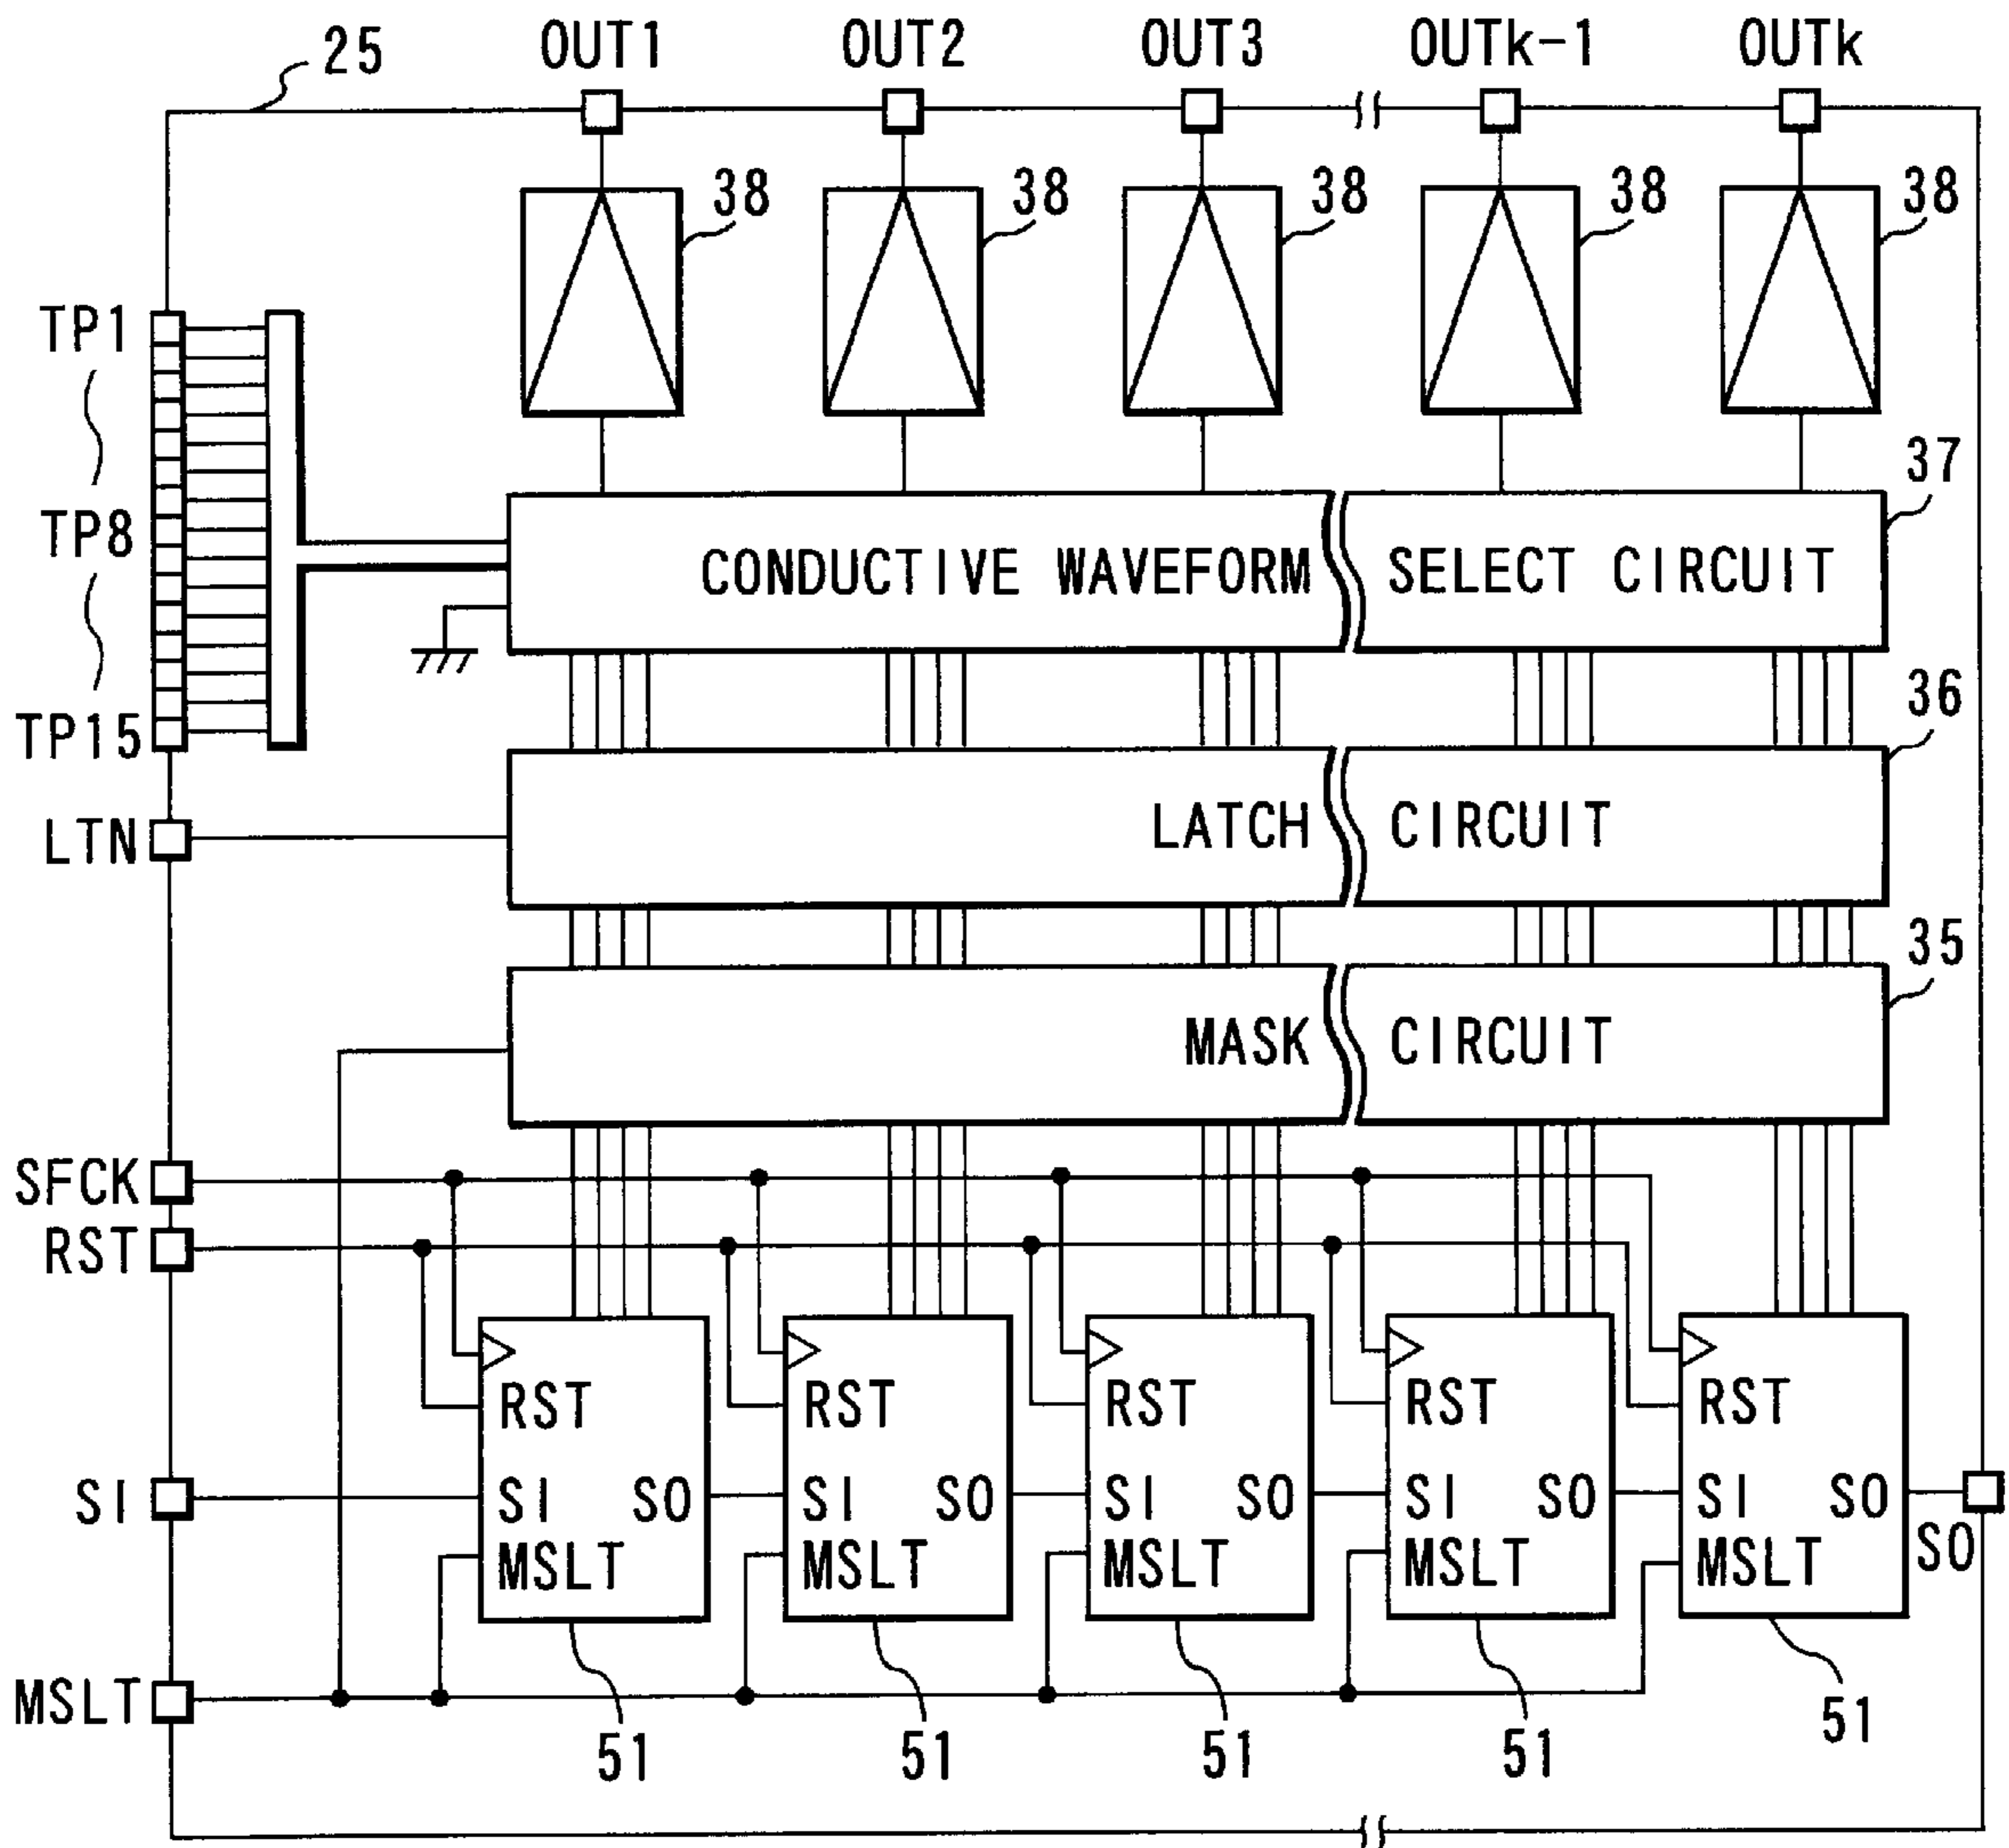 25
OUT1 OUT2 OUT3 OUTk-1 OUTk
38 38 38 38 38
TP1
TP8
TP15
37
CONDUCTIVE WAVEFORM SELECT CIRCUIT
36
LTN
LATCH CIRCUIT
35
MASK CIRCUIT
SFCK
RST
RST RST RST RST RST
SI
SI SO SI SO SI SO SI SO SI SO
SO
MSLT MSLT MSLT MSLT MSLT
MSLT
51 51 51 51 51